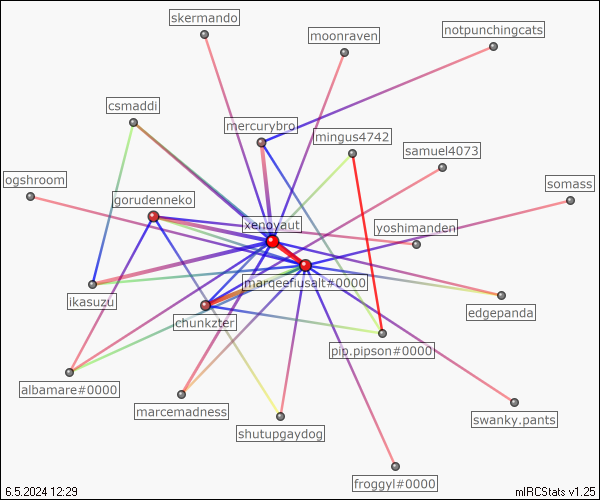 skermando
moonraven
notpunchingcats
csmaddi
mercurybro
mingus4742
samuel4073
ogshroom
somass
gorudenneko
xenoyaut
yoshimanden
marqeefiusalt#0000
ikasuzu
edgepanda
chunkzter
pip.pipson#0000
albamare#0000
marcemadness
swanky.pants
shutupgaydog
froggyl#0000
6.5.2024 12:29
mIRCStats v1.25